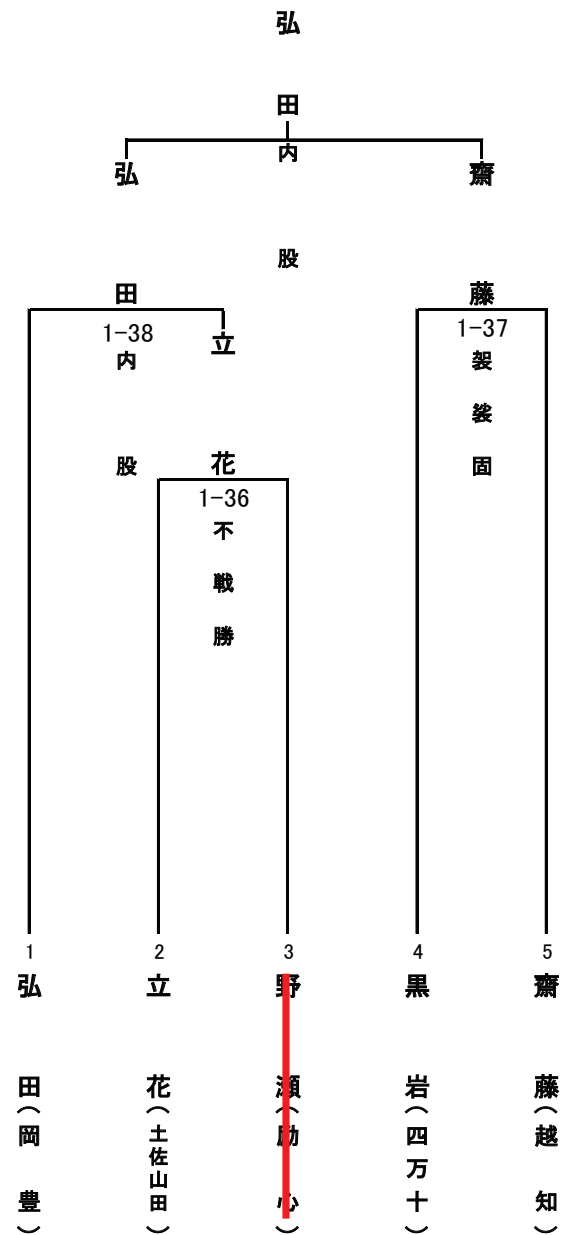 弘田
内股
弘田
齋藤
1-38
内股
立花
1-37
袈裟固
1-36
不戦勝
1
2
3
4
5
弘田(岡豊)
立花(土佐山田)
野瀬(励心)
黒岩(四万十)
齋藤(越知)